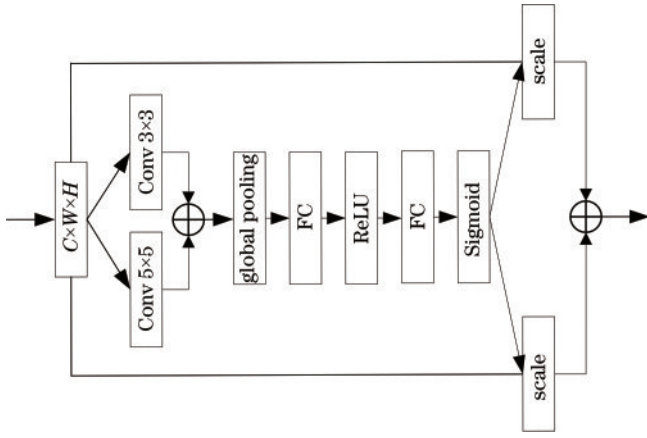 C×W×H
Conv 5×5
Conv 3×3
global pooling
FC
ReLU
FC
Sigmoid
scale
scale